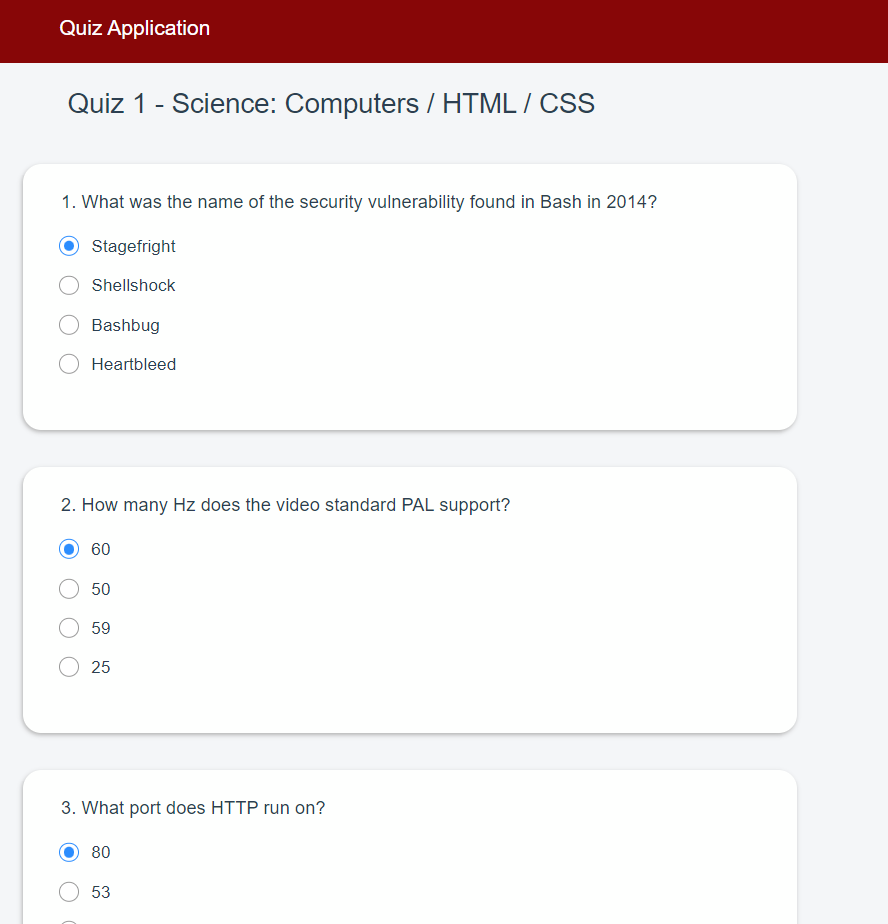 Quiz Application
Quiz 1 - Science: Computers / HTML / CSS
1. What was the name of the security vulnerability found in Bash in 2014?
Stagefright
Shellshock
Bashbug
Heartbleed
2. How many Hz does the video standard PAL support?
60
50
59
25
3. What port does HTTP run on?
80
53